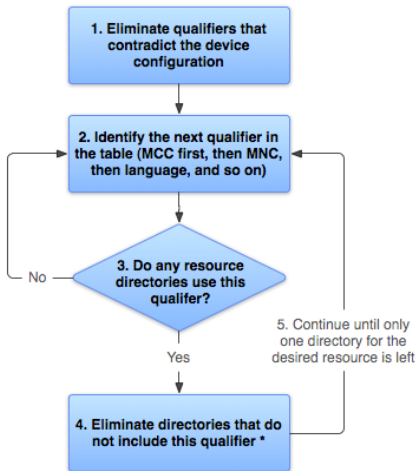 1. Eliminate qualifiers that
contradict the device
configuration
2. Identify the next qualifier in
the table (MCC first, then MNC,
then language, and so on)
3. Do any resource
directories use this
qualifer?
No
Yes
5. Continue until only
one directory for the
desired resource is left
4. Eliminate directories that do
not include this qualifier *